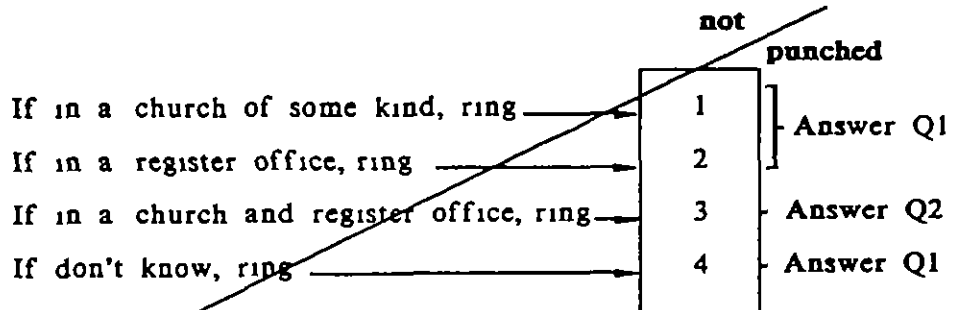 not
punched
If in a church of some kind, ring 1 Answer Q1
If in a register office, ring 2
If in a church and register office, ring 3 Answer Q2
If don't know, ring 4 Answer Q1